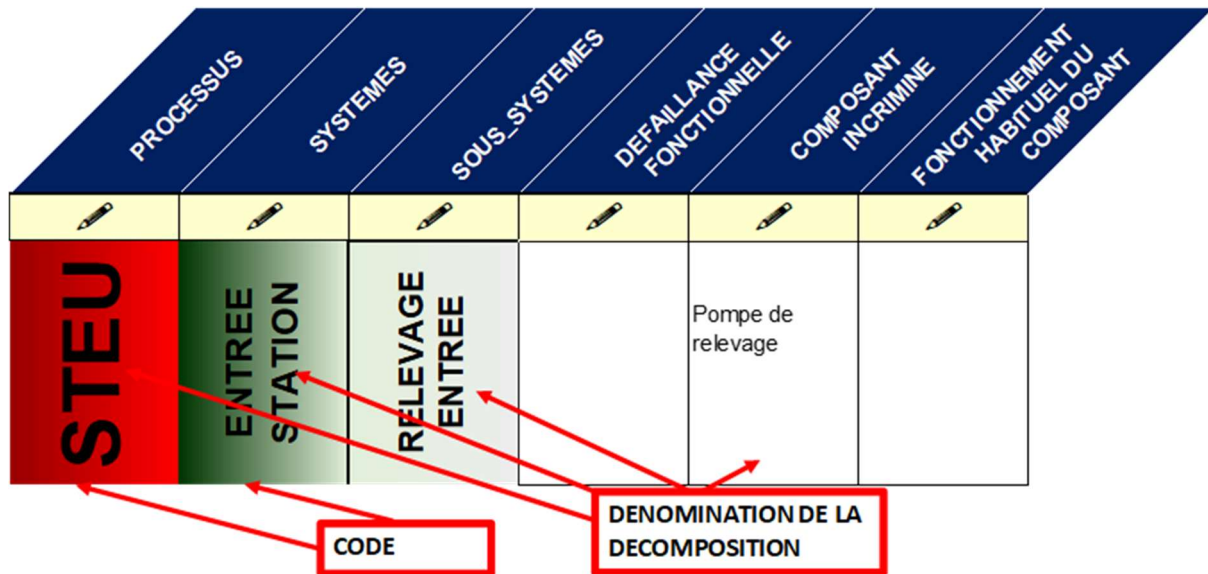 PROCESSUS
SYSTEMES
SOUS_SYSTEMES
DEFAILLANCE
FONCTIONNELLE
COMPOSANT
INCRIMINE
FONCTIONNEMENT
HABITUEL DU
COMPOSANT
STEU
ENTREE
STATION
RELEVAGE
ENTREE
Pompe de
relevage
CODE
DENOMINATION DE LA
DECOMPOSITION